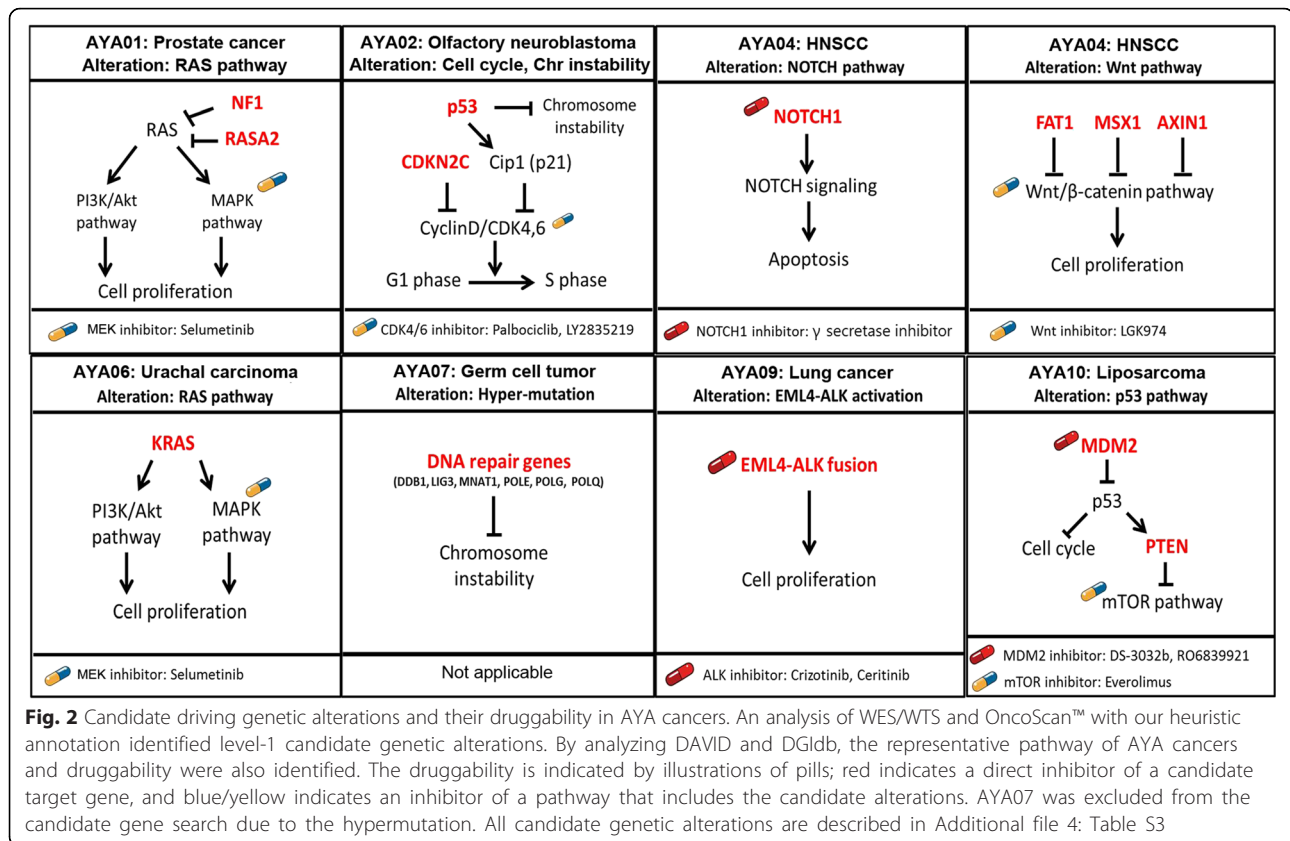 AYA01: Prostate cancer
Alteration: RAS pathway
NF1
RAS
RASA2
PI3K/Akt
pathway
MAPK
pathway
Cell proliferation
MEK inhibitor: Selumetinib
AYA02: Olfactory neuroblastoma
Alteration: Cell cycle, Chr instability
p53
Chromosome
instability
CDKN2C
Cip1 (p21)
CyclinD/CDK4,6
G1 phase
S phase
CDK4/6 inhibitor: Palbociclib, LY2835219
AYA04: HNSCC
Alteration: NOTCH pathway
NOTCH1
NOTCH signaling
Apoptosis
NOTCH1 inhibitor: γ secretase inhibitor
AYA04: HNSCC
Alteration: Wnt pathway
FAT1 MSX1 AXIN1
Wnt/β-catenin pathway
Cell proliferation
Wnt inhibitor: LGK974
AYA06: Urachal carcinoma
Alteration: RAS pathway
KRAS
PI3K/Akt
pathway
MAPK
pathway
Cell proliferation
MEK inhibitor: Selumetinib
AYA07: Germ cell tumor
Alteration: Hyper-mutation
DNA repair genes
(DDB1, LIG3, MNAT1, POLE, POLG, POLQ)
Chromosome
instability
Not applicable
AYA09: Lung cancer
Alteration: EML4-ALK activation
EML4-ALK fusion
Cell proliferation
ALK inhibitor: Crizotinib, Ceritinib
AYA10: Liposarcoma
Alteration: p53 pathway
MDM2
p53
Cell cycle
PTEN
mTOR pathway
MDM2 inhibitor: DS-3032b, RO6839921
mTOR inhibitor: Everolimus
Fig. 2 Candidate driving genetic alterations and their druggability in AYA cancers. An analysis of WES/WTS and OncoScan™ with our heuristic
annotation identified level-1 candidate genetic alterations. By analyzing DAVID and DGIdb, the representative pathway of AYA cancers
and druggability were also identified. The druggability is indicated by illustrations of pills; red indicates a direct inhibitor of a candidate
target gene, and blue/yellow indicates an inhibitor of a pathway that includes the candidate alterations. AYA07 was excluded from the
candidate gene search due to the hypermutation. All candidate genetic alterations are described in Additional file 4: Table S3